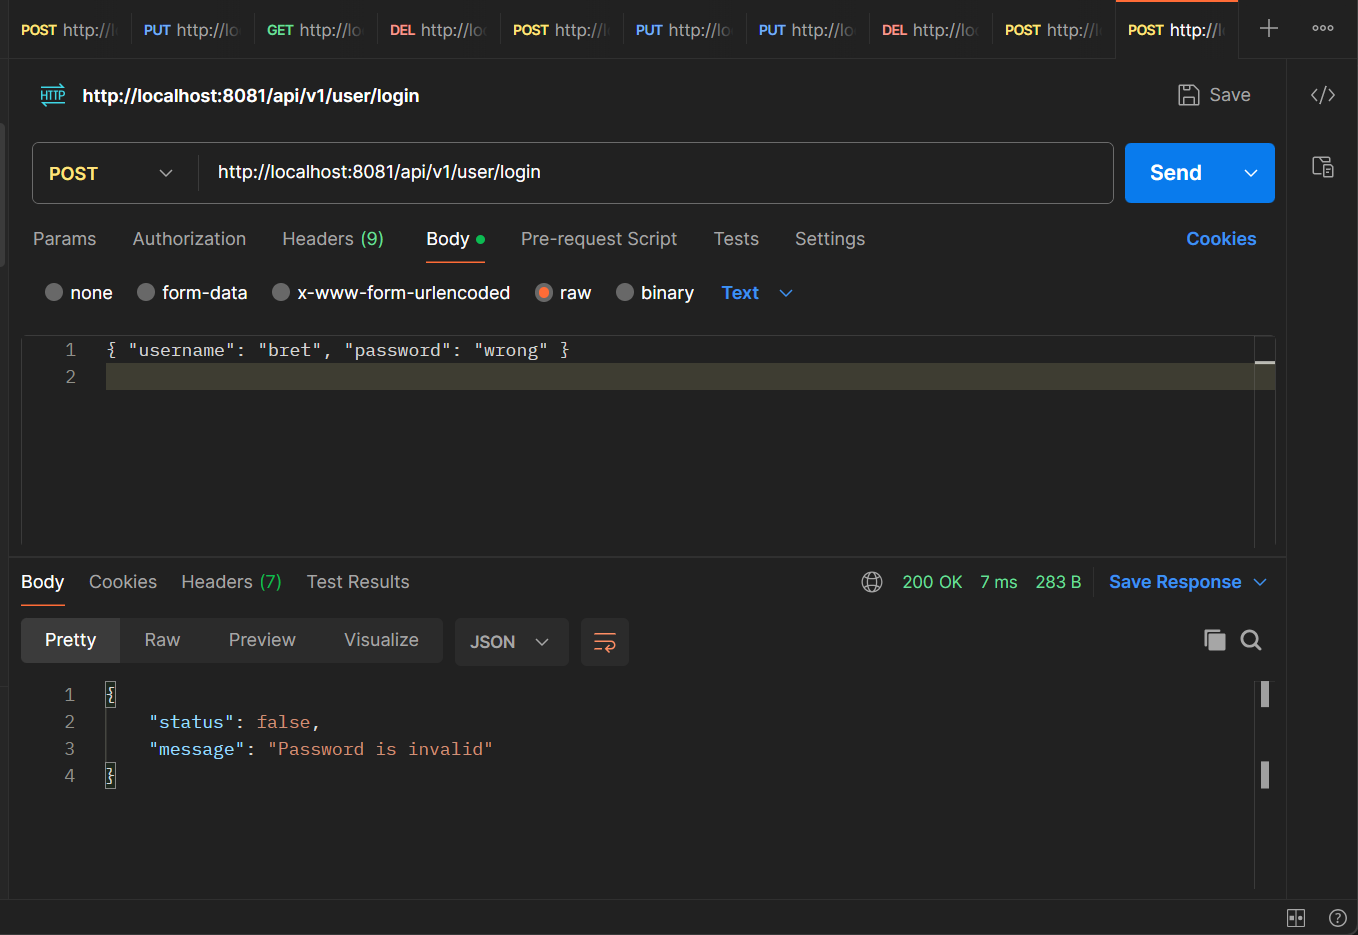 POST http://l PUT http://lo GET http://lo DEL http://loc POST http://l PUT http://lo PUT http://lo DEL http://loc POST http://l POST http://l
HTTP http://localhost:8081/api/v1/user/login Save
POST http://localhost:8081/api/v1/user/login Send
Params Authorization Headers (9) Body Pre-request Script Tests Settings Cookies
none form-data x-www-form-urlencoded raw binary Text
1 { "username": "bret", "password": "wrong" }
2
Body Cookies Headers (7) Test Results 200 OK 7 ms 283 B Save Response
Pretty Raw Preview Visualize JSON
1 {
2 "status": false,
3 "message": "Password is invalid"
4 }